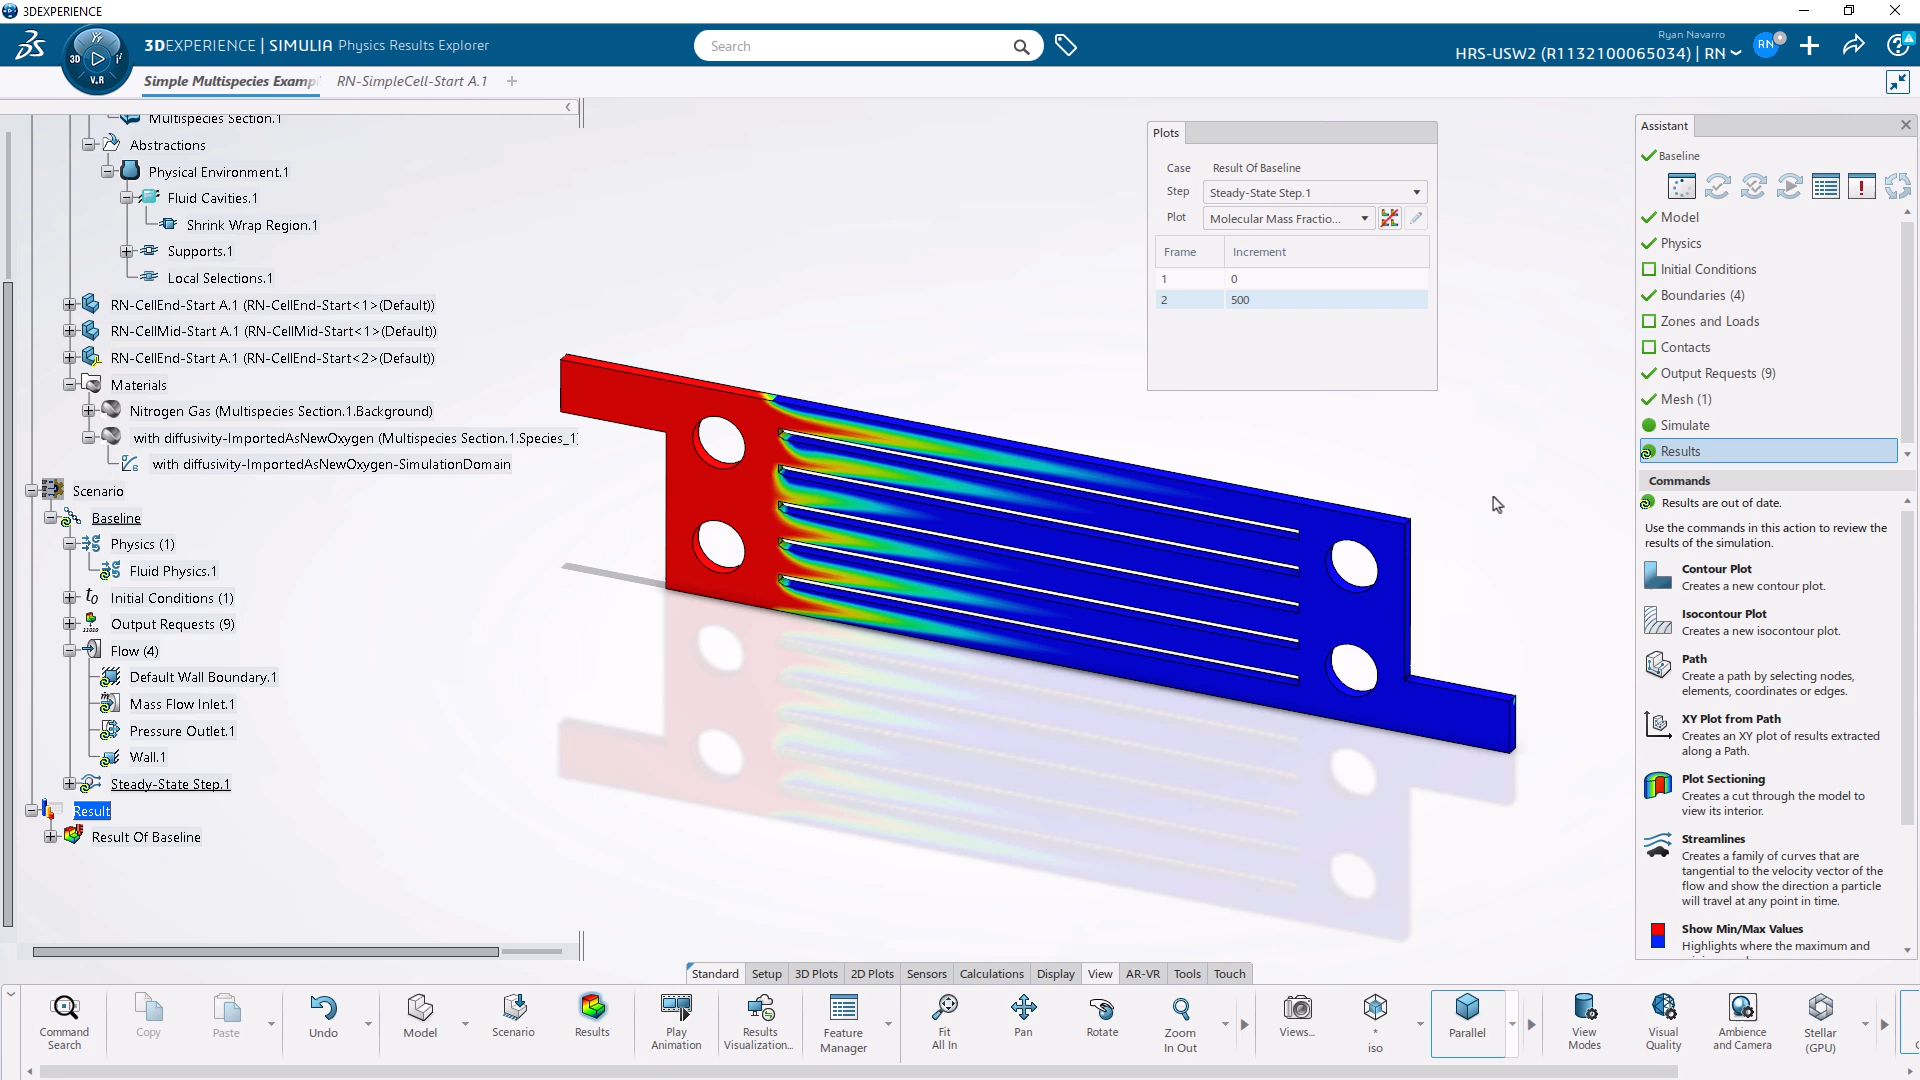 3DEXPERIENCE
3DEXPERIENCE | SIMULIA Physics Results Explorer
3D
V.R
Search
Ryan Navarro
HRS-USW2 (R1132100065034) | RN
RN
Simple Multispecies Examp
RN-SimpleCell-Start A.1
Multispecies Section.1
Abstractions
Physical Environment.1
Fluid Cavities.1
Shrink Wrap Region.1
Supports.1
Local Selections.1
RN-CellEnd-Start A.1 (RN-CellEnd-Start<1>(Default))
RN-CellMid-Start A.1 (RN-CellMid-Start<1>(Default))
RN-CellEnd-Start A.1 (RN-CellEnd-Start<2>(Default))
Materials
Nitrogen Gas (Multispecies Section.1.Background)
with diffusivity-ImportedAsNewOxygen (Multispecies Section.1.Species_1)
with diffusivity-ImportedAsNewOxygen-SimulationDomain
Scenario
Baseline
Physics (1)
Fluid Physics.1
Initial Conditions (1)
Output Requests (9)
Flow (4)
Default Wall Boundary.1
Mass Flow Inlet.1
Pressure Outlet.1
Wall.1
Steady-State Step.1
Result
Result Of Baseline
Plots
Case Result Of Baseline
Step Steady-State Step.1
Plot Molecular Mass Fractio...
Frame Increment
1 0
2 500
Assistant
Baseline
Model
Physics
Initial Conditions
Boundaries (4)
Zones and Loads
Contacts
Output Requests (9)
Mesh (1)
Simulate
Results
Commands
Results are out of date.
Use the commands in this action to review the
results of the simulation.
Contour Plot
Creates a new contour plot.
Isocontour Plot
Creates a new isocontour plot.
Path
Create a path by selecting nodes,
elements, coordinates or edges.
XY Plot from Path
Creates an XY plot of results extracted
along a Path.
Plot Sectioning
Creates a cut through the model to
view its interior.
Streamlines
Creates a family of curves that are
tangential to the velocity vector of the
flow and show the direction a particle
will travel at any point in time.
Show Min/Max Values
Highlights where the maximum and
Standard Setup 3D Plots 2D Plots Sensors Calculations Display View AR-VR Tools Touch
Command
Search
Copy
Paste
Undo
Model
Scenario
Results
Play
Animation
Results
Visualization...
Feature
Manager
Fit
All In
Pan
Rotate
Zoom
In Out
Views...
*
iso
Parallel
View
Modes
Visual
Quality
Ambience
and Camera
Stellar
(GPU)